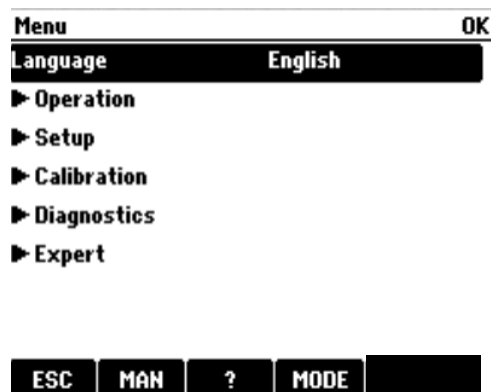 Menu OK
Language English
Operation
Setup
Calibration
Diagnostics
Expert
ESC MAN ? MODE